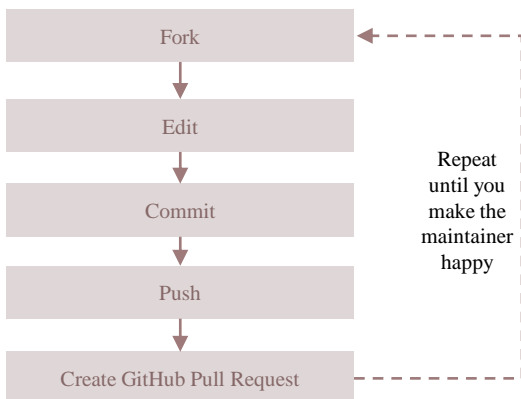 Fork
Edit
Commit
Push
Create GitHub Pull Request
Repeat
until you
make the
maintainer
happy